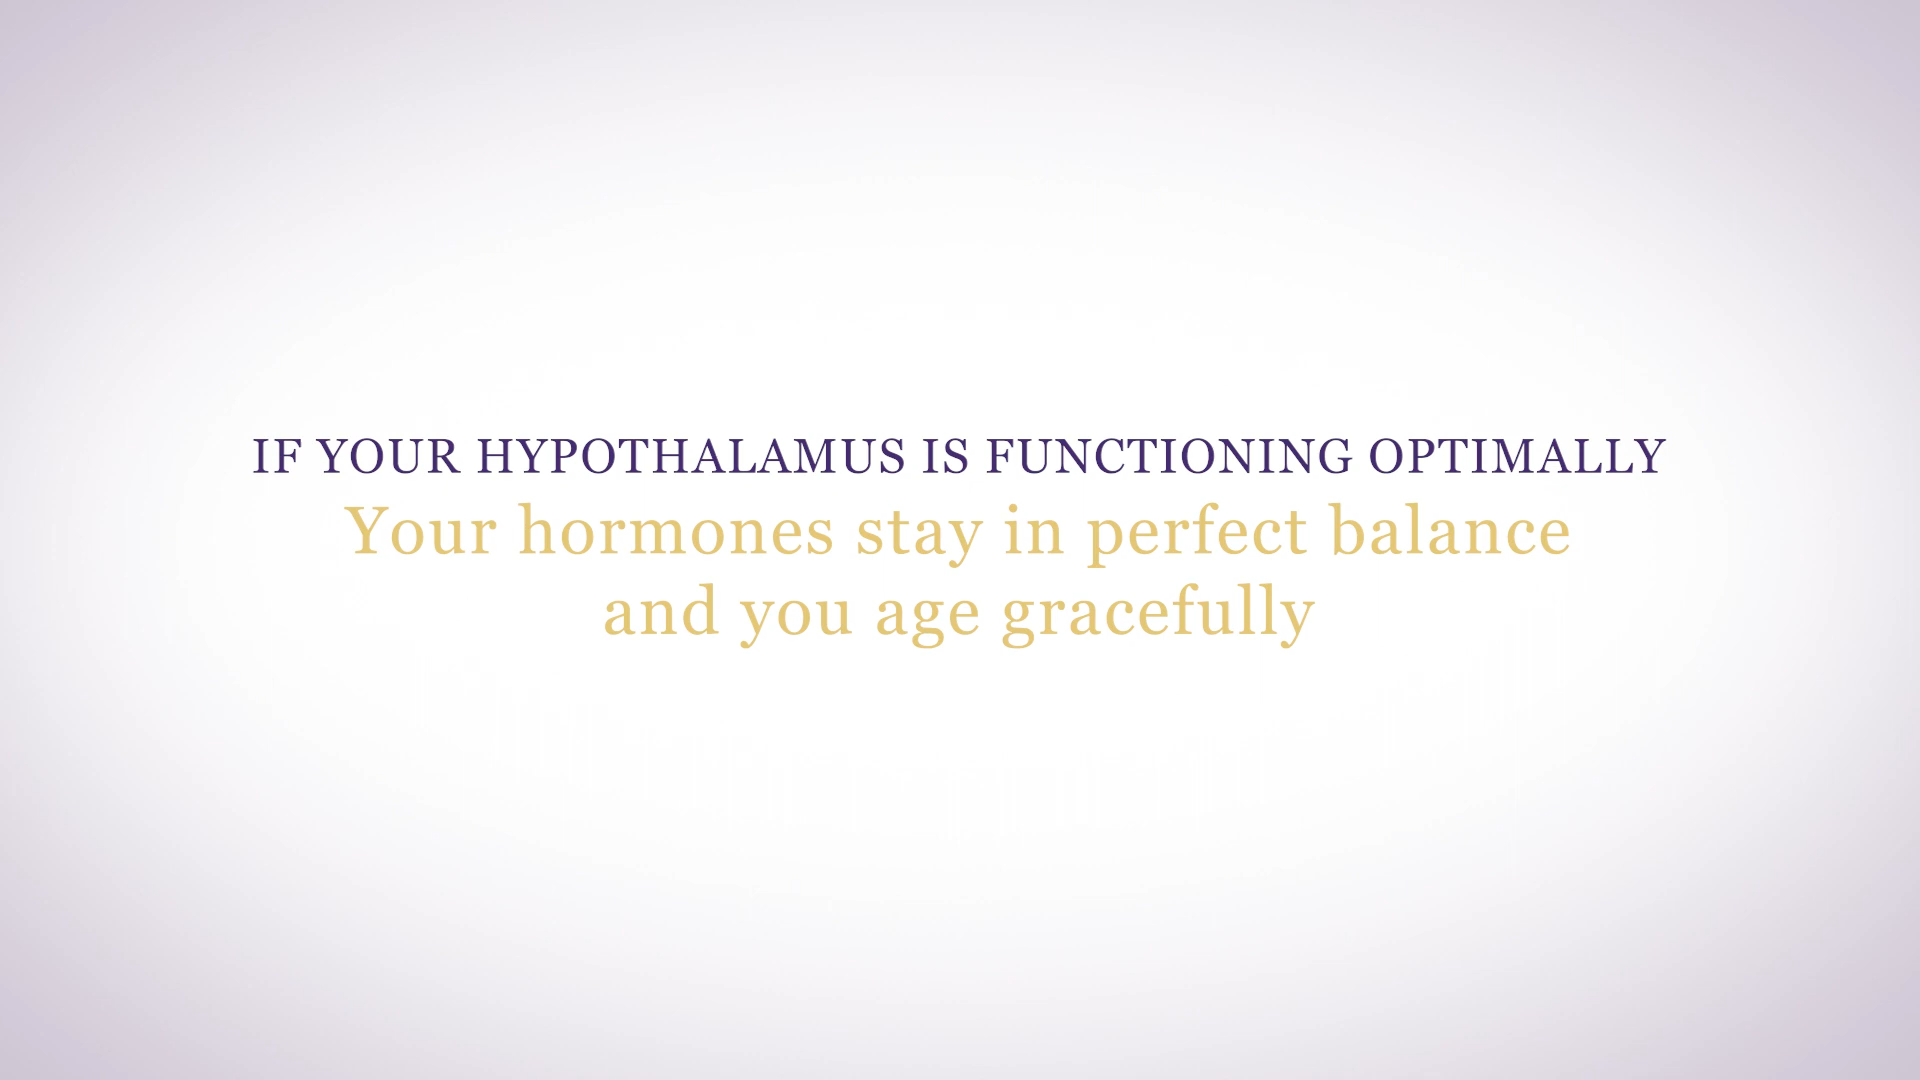 IF YOUR HYPOTHALAMUS IS FUNCTIONING OPTIMALLY
Your hormones stay in perfect balance
and you age gracefully